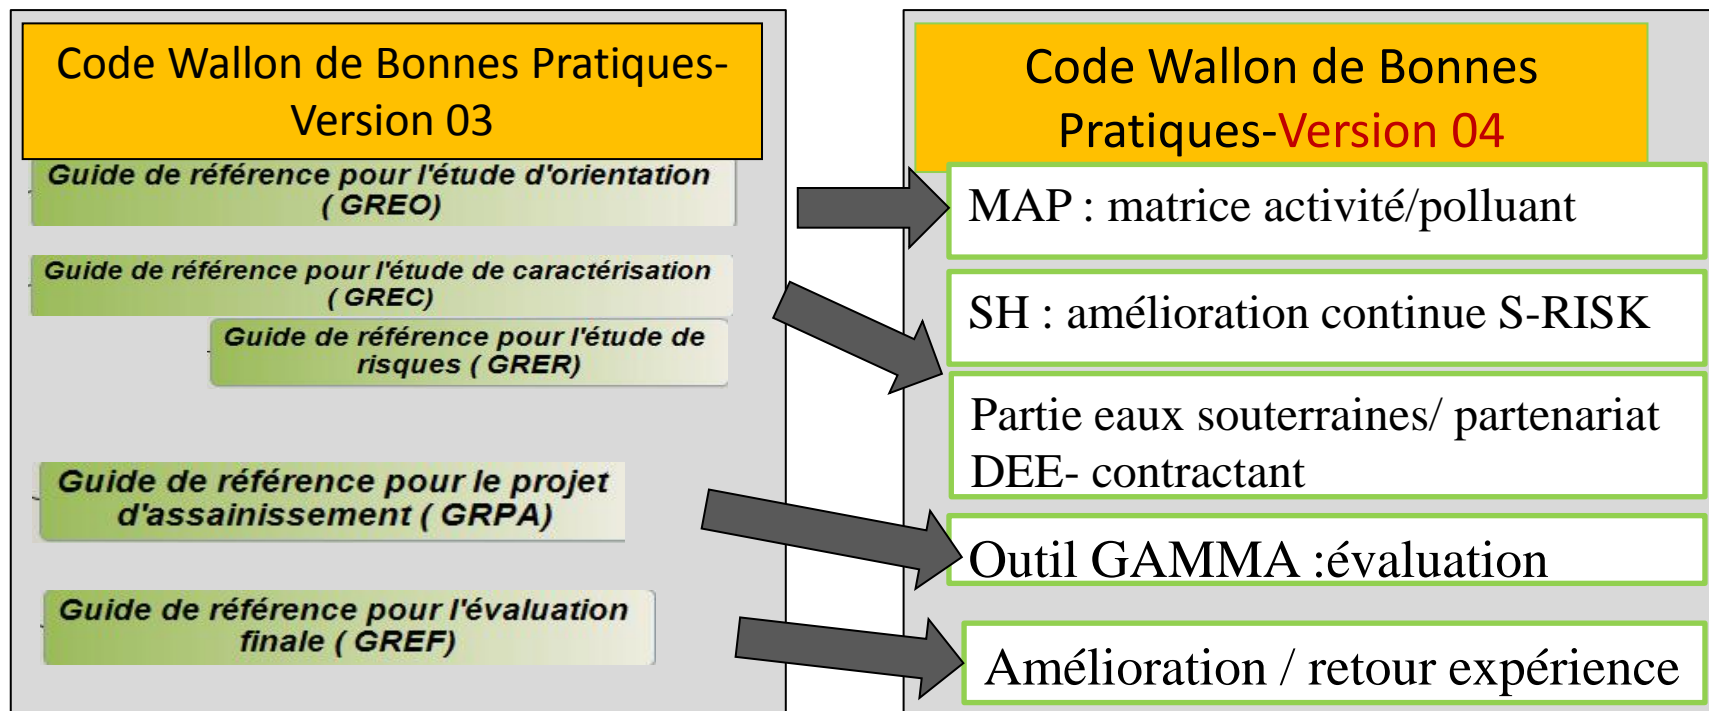 Code Wallon de Bonnes Pratiques-
Version 03
Guide de référence pour l'étude d'orientation
( GREO)
Guide de référence pour l'étude de caractérisation
( GREC)
Guide de référence pour l'étude de
risques ( GRER)
Guide de référence pour le projet
d'assainissement ( GRPA)
Guide de référence pour l'évaluation
finale ( GREF)
Code Wallon de Bonnes
Pratiques-Version 04
MAP : matrice activité/polluant
SH : amélioration continue S-RISK
Partie eaux souterraines/ partenariat
DEE- contractant
Outil GAMMA :évaluation
Amélioration / retour expérience